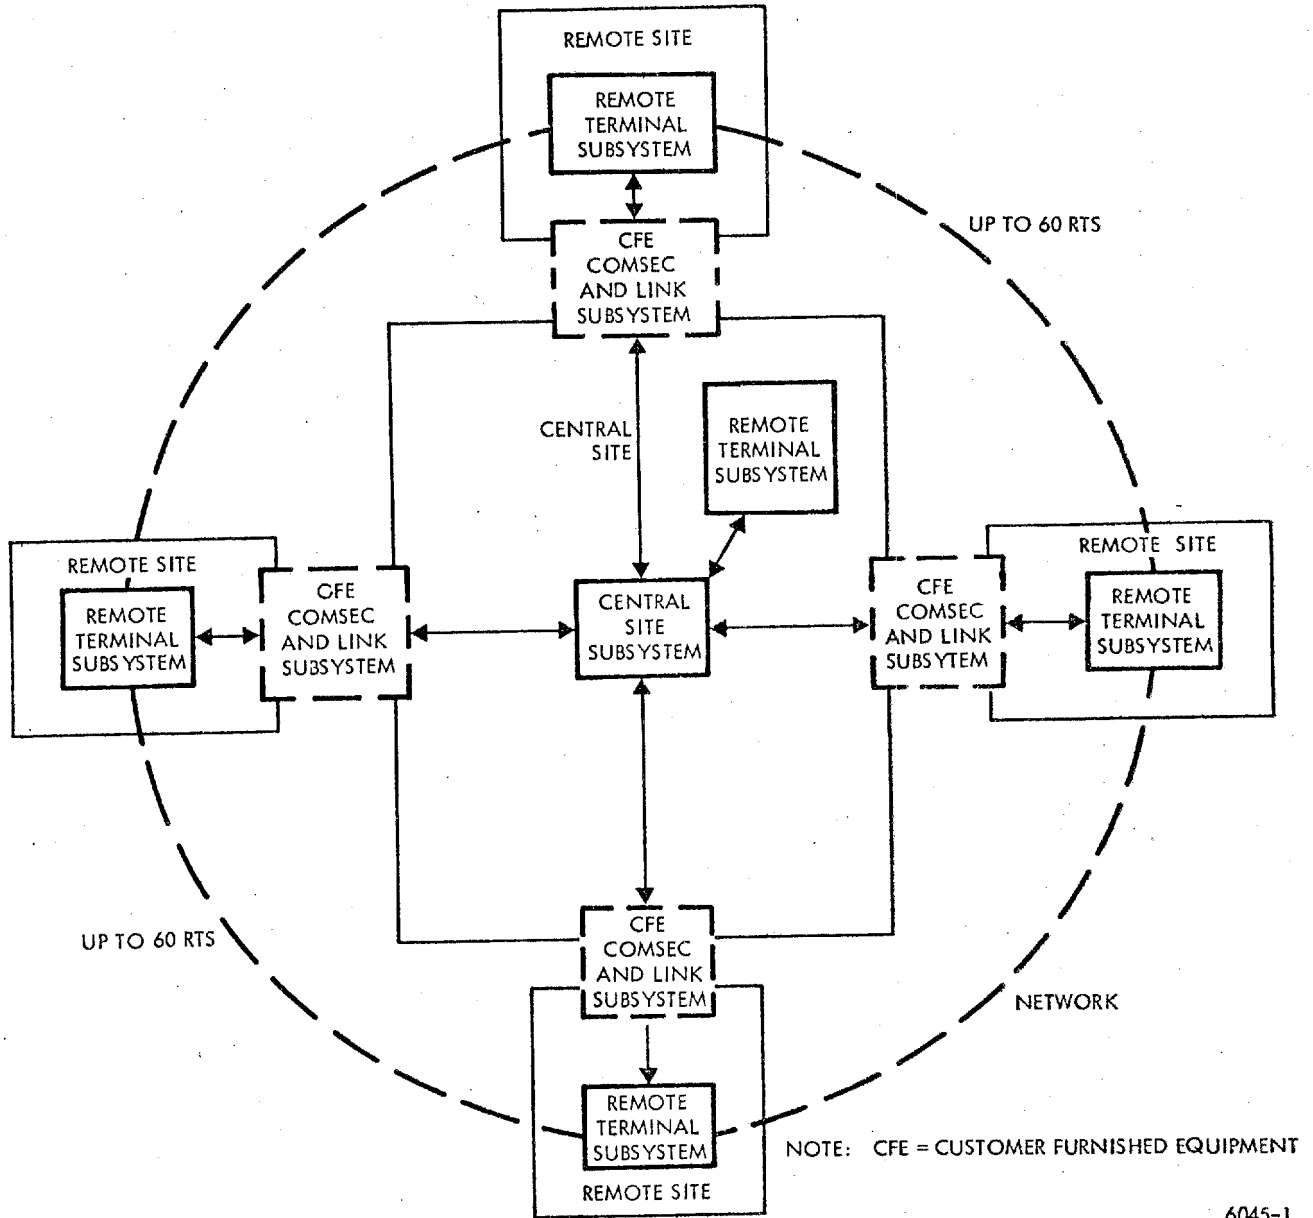 REMOTE SITE
REMOTE
TERMINAL
SUBSYSTEM
UP TO 60 RTS
CFE
COMSEC
AND LINK
SUBSYSTEM
CENTRAL
SITE
REMOTE
TERMINAL
SUBSYSTEM
REMOTE SITE
REMOTE
TERMINAL
SUBSYSTEM
CFE
COMSEC
AND LINK
SUBSYSTEM
CENTRAL
SITE
SUBSYSTEM
CFE
COMSEC
AND LINK
SUBSYTEM
REMOTE SITE
REMOTE
TERMINAL
SUBSYSTEM
UP TO 60 RTS
CFE
COMSEC
AND LINK
SUBSYSTEM
NETWORK
REMOTE
TERMINAL
SUBSYSTEM
REMOTE SITE
NOTE: CFE = CUSTOMER FURNISHED EQUIPMENT
6045-1